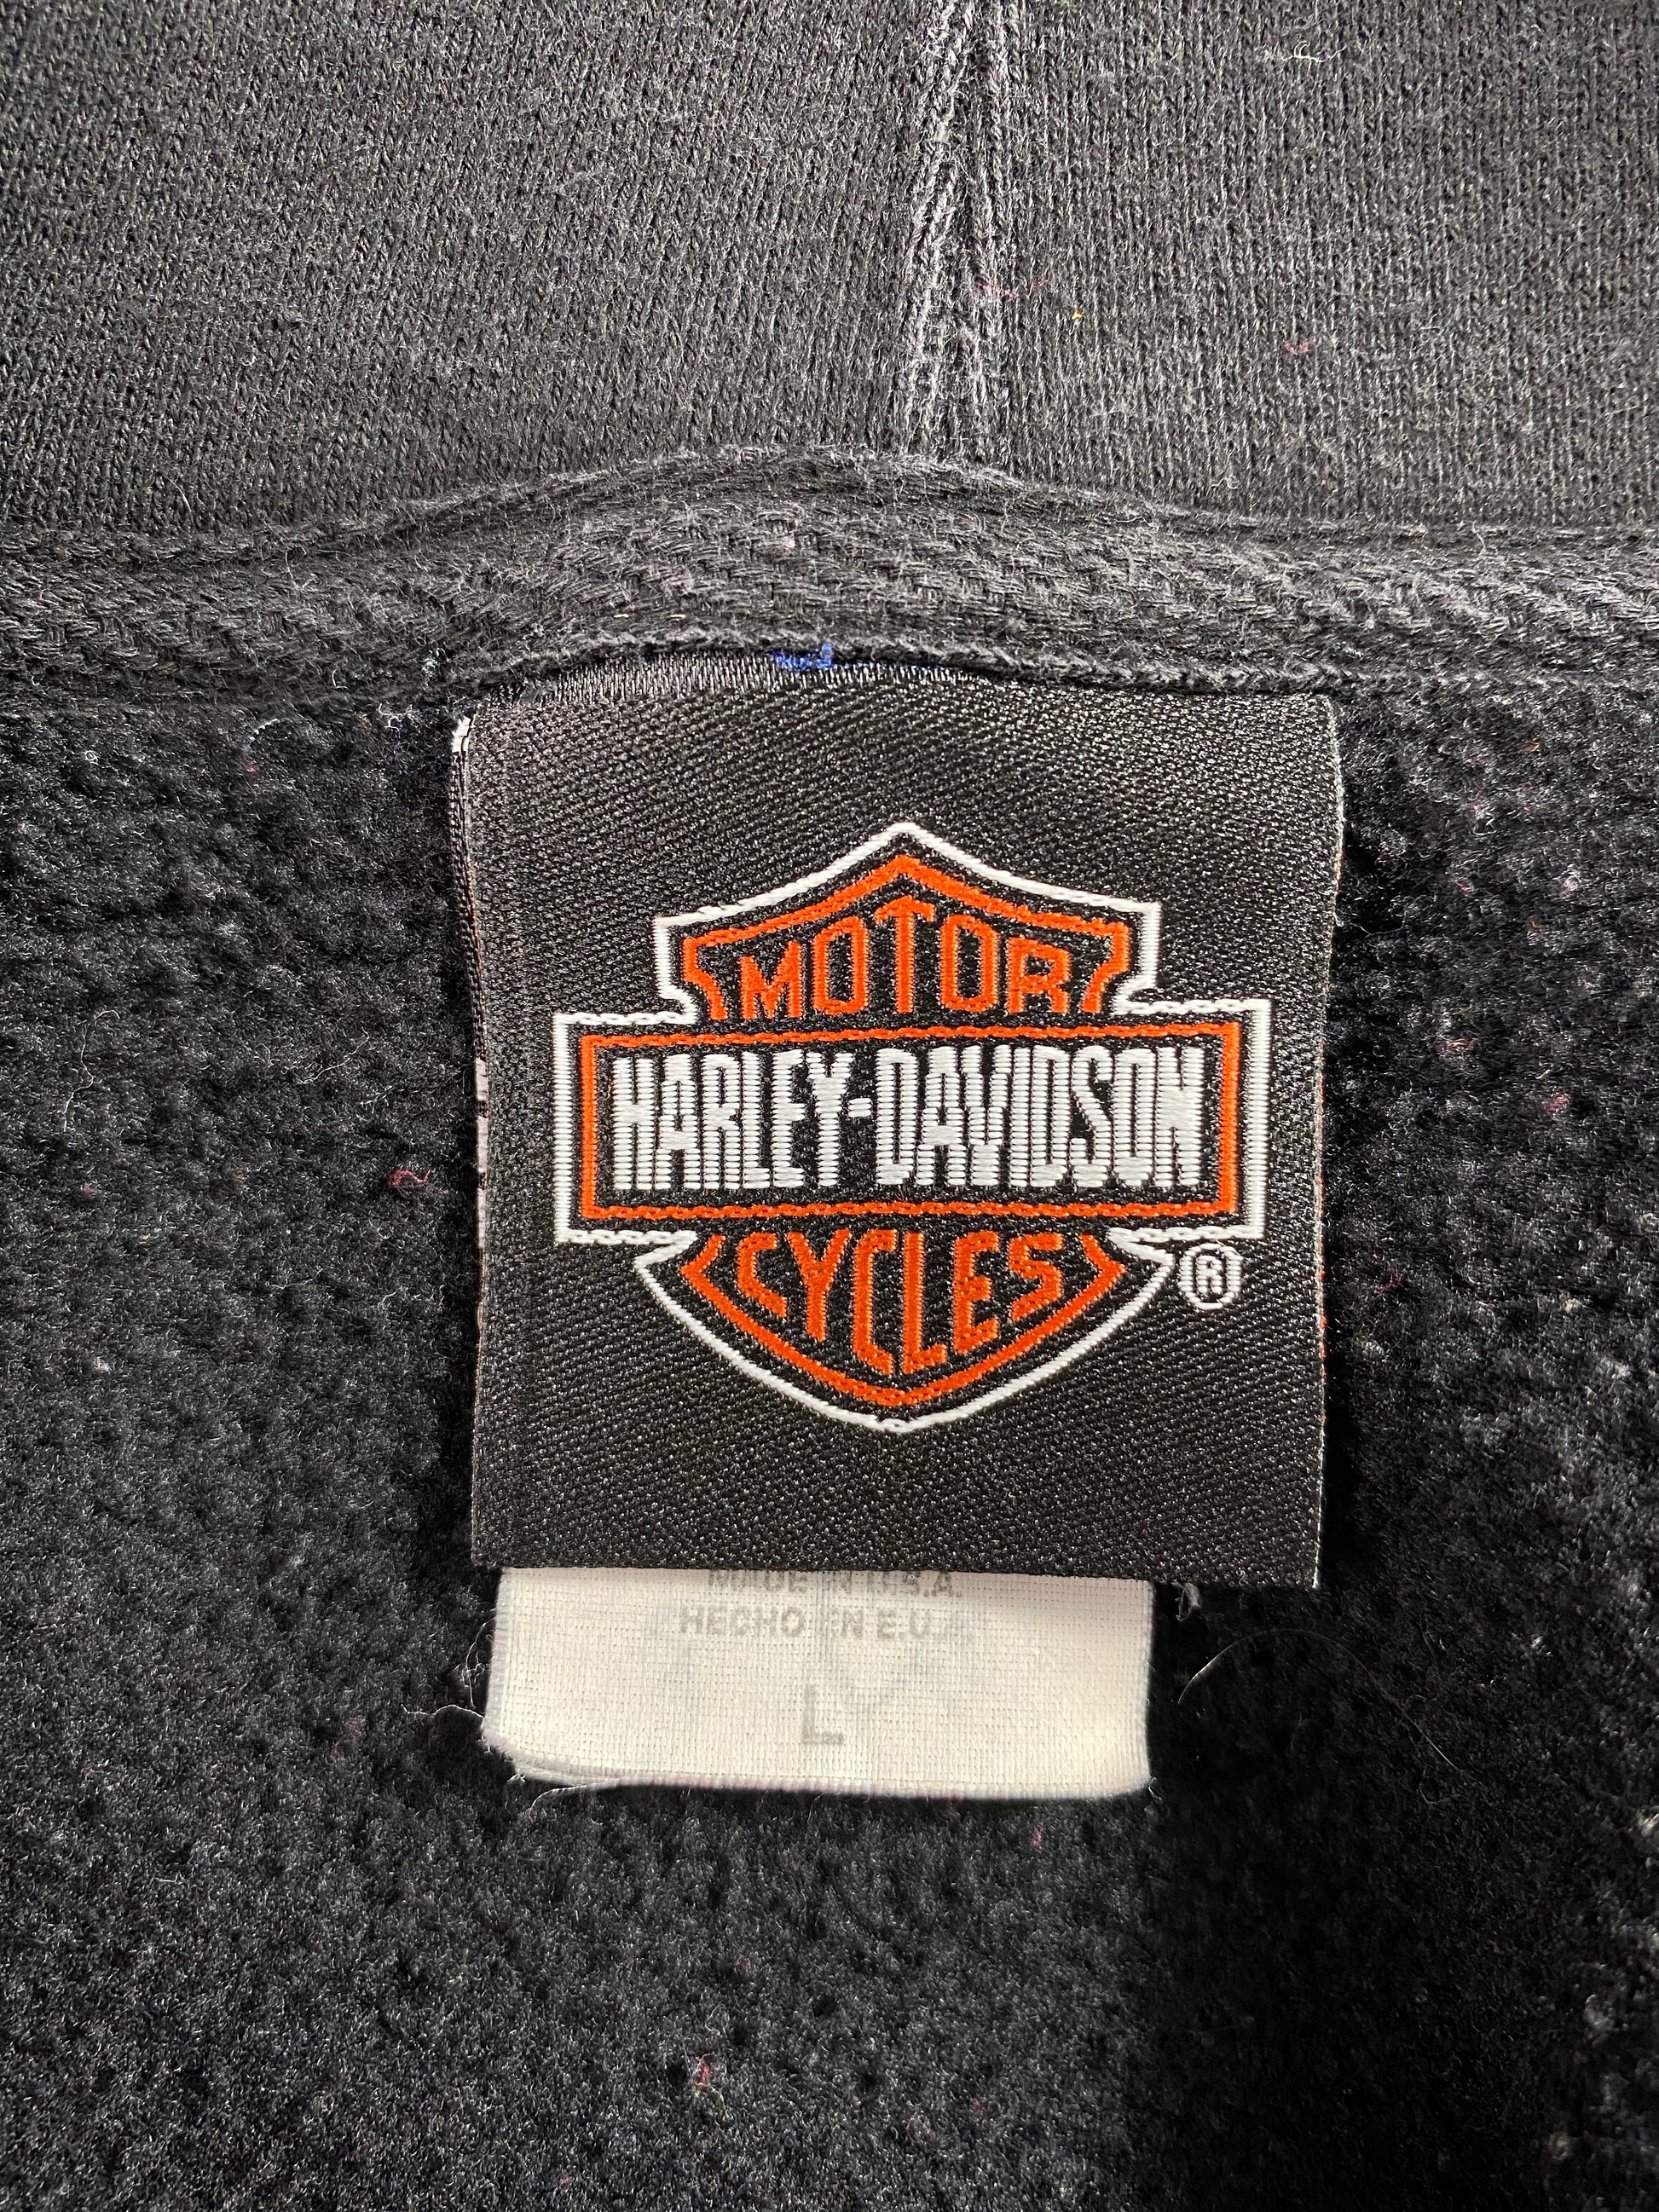 MOTOR
HARLEY-DAVIDSON
CYCLES
®
MADE IN U.S.A.
HECHO EN E.U.A.
L